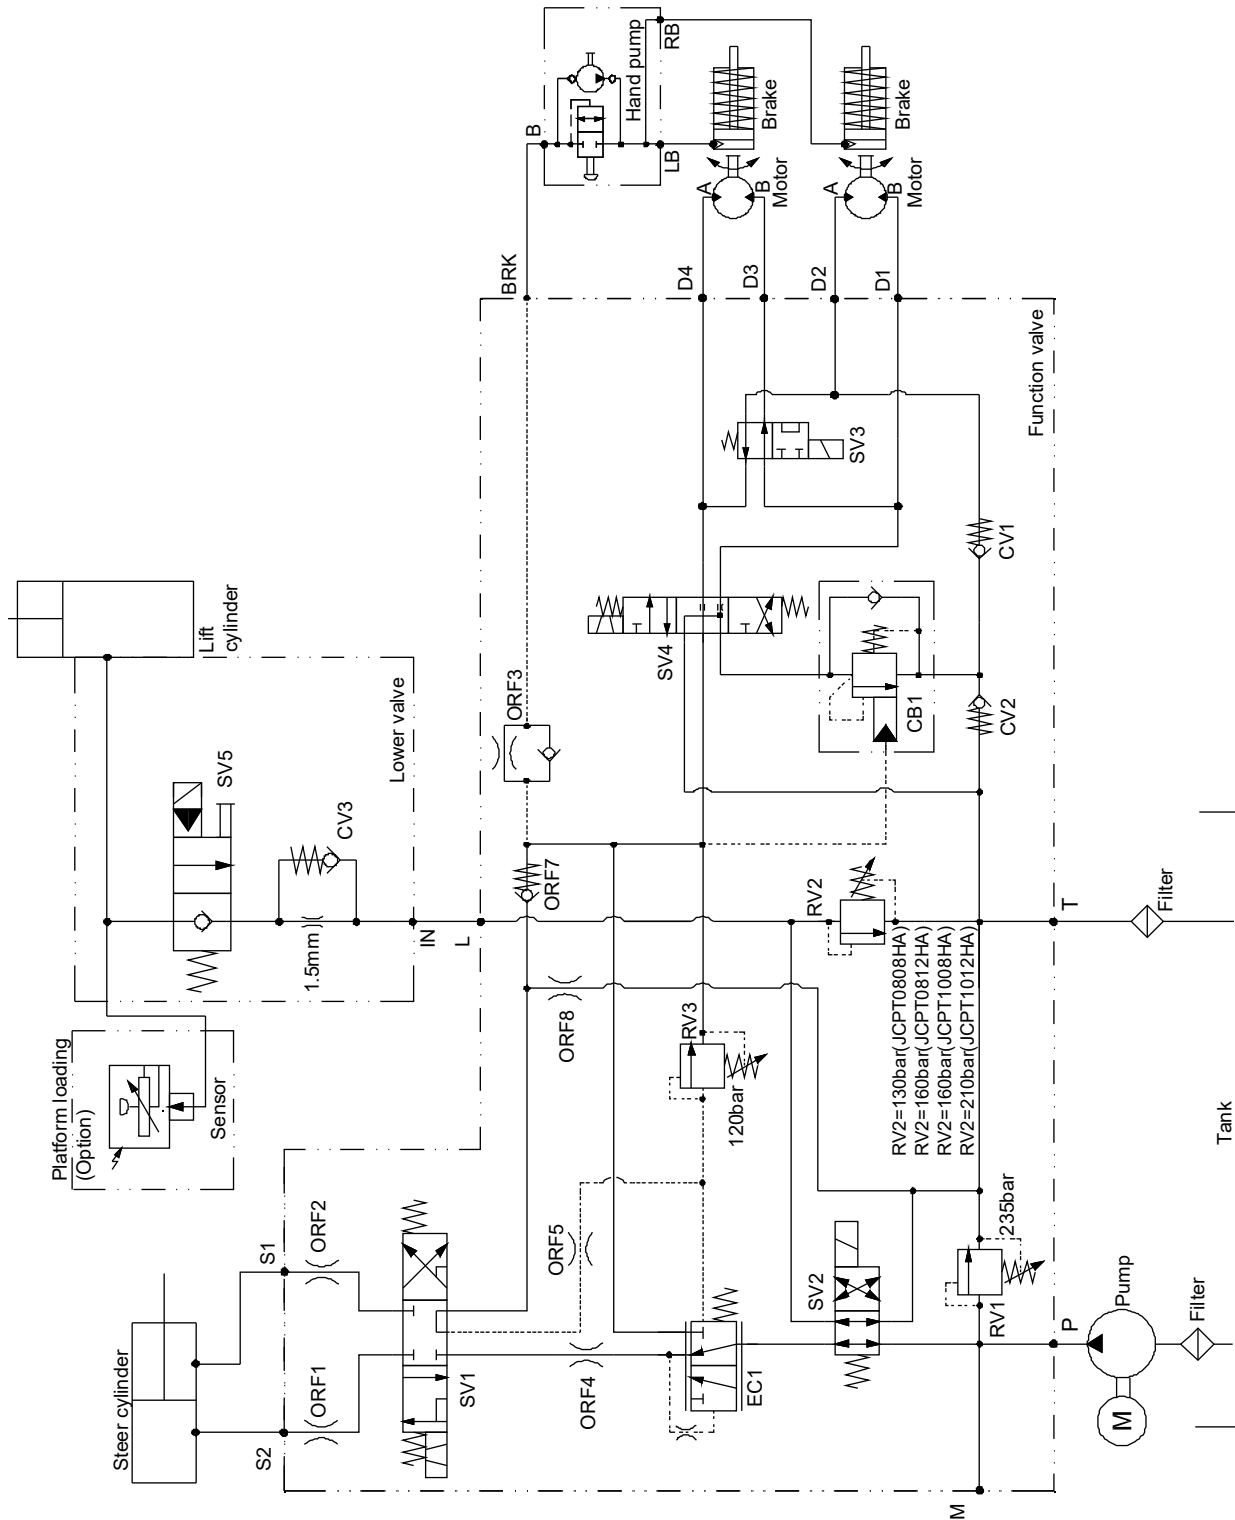 B
Hand pump
RB
LB
Brake
Brake
A
B
Motor
A
B
Motor
BRK
D4
D3
D2
D1
Function valve
SV3
CV1
Lift
cylinder
Lower valve
SV5
CV3
1.5mm
IN
L
ORF3
SV4
CB1
CV2
ORF7
RV2
T
Filter
RV2=130bar(JCPT0808HA)
RV2=160bar(JCPT0812HA)
RV2=160bar(JCPT1008HA)
RV2=210bar(JCPT1012HA)
ORF8
RV3
120bar
Platform loading
(Option)
Sensor
Tank
S1
ORF2
ORF5
SV2
235bar
RV1
P
Pump
Filter
Steer cylinder
S2
ORF1
SV1
ORF4
EC1
M
M